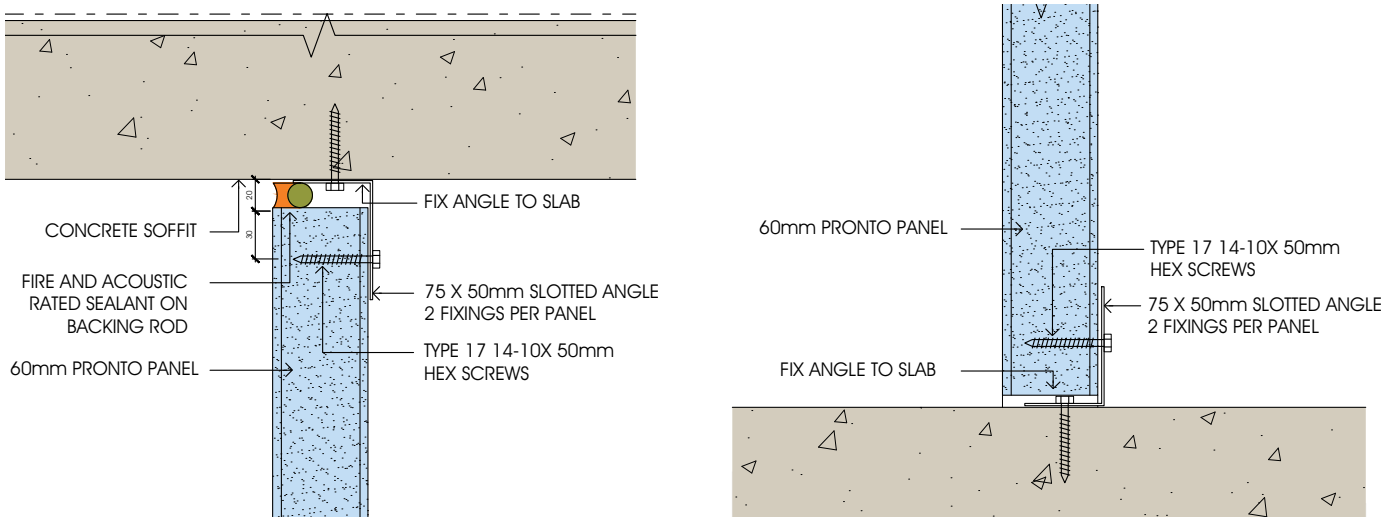 20
30
CONCRETE SOFFIT
FIRE AND ACOUSTIC
RATED SEALANT ON
BACKING ROD
60mm PRONTO PANEL
FIX ANGLE TO SLAB
75 X 50mm SLOTTED ANGLE
2 FIXINGS PER PANEL
TYPE 17 14-10X 50mm
HEX SCREWS
60mm PRONTO PANEL
TYPE 17 14-10X 50mm
HEX SCREWS
75 X 50mm SLOTTED ANGLE
2 FIXINGS PER PANEL
FIX ANGLE TO SLAB